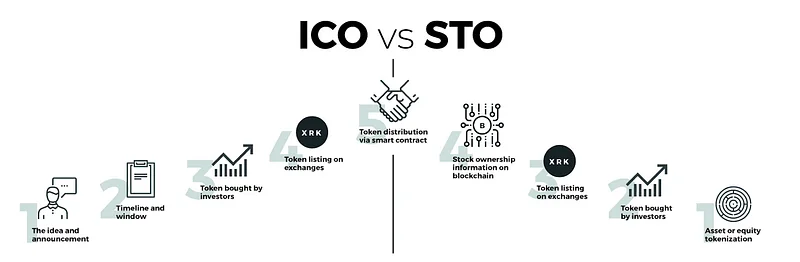 ICO vs STO
1
The idea and
announcement
2
Timeline and
window
3
Token bought by
investors
4
XRK
Token listing on
exchanges
5
Token distribution
via smart contract
4
B
Stock ownership
information on
blockchain
3
XRK
Token listing
on exchanges
2
Token bought
by investors
1
Asset or equity
tokenization